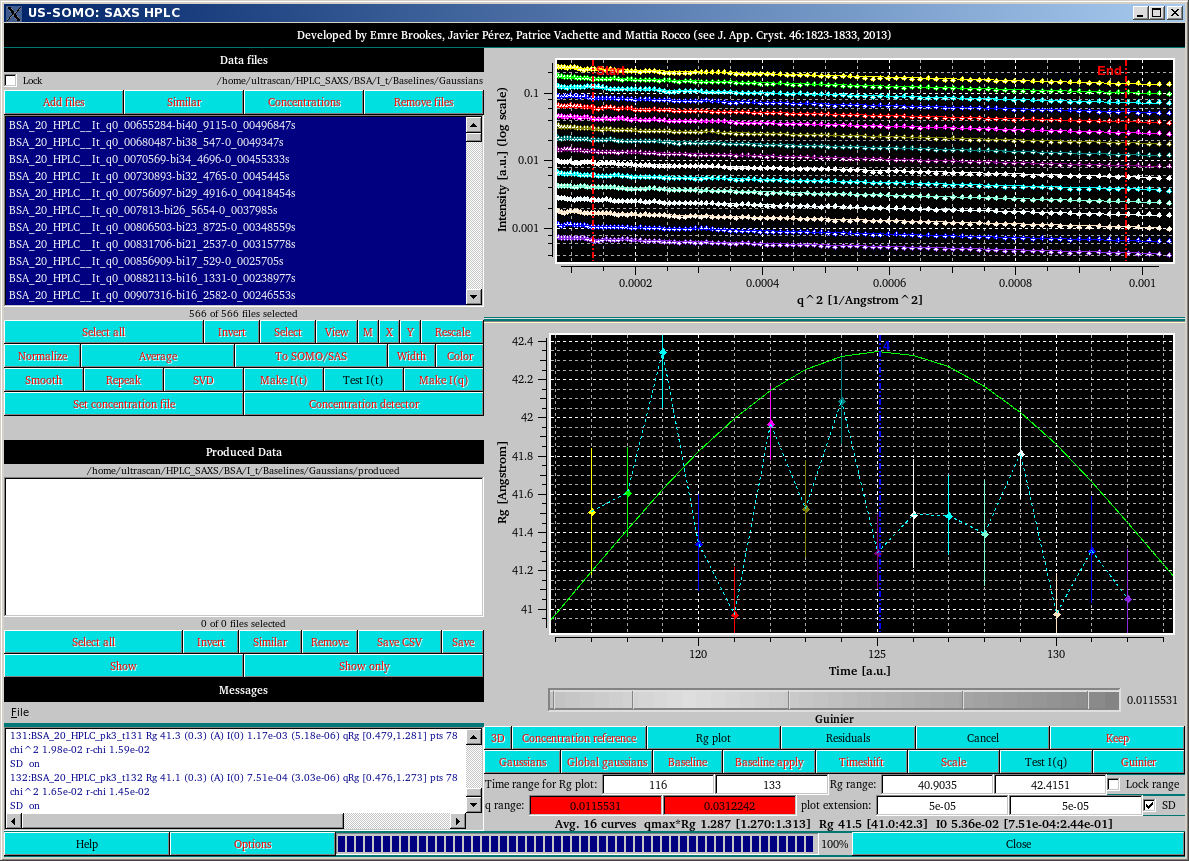 US-SOMO: SAXS HPLC
Developed by Emre Brookes, Javier Pérez, Patrice Vachette and Mattia Rocco (see J. App. Cryst. 46:1823-1833, 2013)
Data files
Lock /home/ultrascan/HPLC_SAXS/BSA/I_t/Baselines/Gaussians
Add files Similar Concentrations Remove files
BSA_20_HPLC__It_q0_00655284-bi40_9115-0_00496847s
BSA_20_HPLC__It_q0_00680487-bi38_547-0_0049347s
BSA_20_HPLC__It_q0_0070569-bi34_4696-0_00455333s
BSA_20_HPLC__It_q0_00730893-bi32_4765-0_0045445s
BSA_20_HPLC__It_q0_00756097-bi29_4916-0_00418454s
BSA_20_HPLC__It_q0_007813-bi26_5654-0_0037985s
BSA_20_HPLC__It_q0_00806503-bi23_8725-0_00348559s
BSA_20_HPLC__It_q0_00831706-bi21_2537-0_00315778s
BSA_20_HPLC__It_q0_00856909-bi17_529-0_0025705s
BSA_20_HPLC__It_q0_00882113-bi16_1331-0_00238977s
BSA_20_HPLC__It_q0_00907316-bi16_2582-0_00246553s
566 of 566 files selected
Select all Invert Select View M X Y Rescale
Normalize Average To SOMO/SAS Width Color
Smooth Repeak SVD Make I(t) Test I(t) Make I(q)
Set concentration file Concentration detector
Produced Data
/home/ultrascan/HPLC_SAXS/BSA/I_t/Baselines/Gaussians/produced
0 of 0 files selected
Select all Invert Similar Remove Save CSV Save
Show Show only
Messages
File
131:BSA_20_HPLC_pk3_t131 Rg 41.3 (0.3) (A) I(0) 1.17e-03 (5.18e-06) qRg [0.479,1.281] pts 78
chi^2 1.98e-02 r-chi 1.59e-02
SD on
132:BSA_20_HPLC_pk3_t132 Rg 41.1 (0.3) (A) I(0) 7.51e-04 (3.03e-06) qRg [0.476,1.273] pts 78
chi^2 1.65e-02 r-chi 1.45e-02
SD on
Start End
Intensity [a.u.] (log scale)
0.1
0.01
0.001
0.0002 0.0004 0.0006 0.0008 0.001
q^2 [1/Angstrom^2]
Rg [Angstrom]
42.4
42.2
42
41.8
41.6
41.4
41.2
41
4
120 125 130
Time [a.u.]
0.0115531
Guinier
3D Concentration reference Rg plot Residuals Cancel Keep
Gaussians Global gaussians Baseline Baseline apply Timeshift Scale Test I(q) Guinier
Time range for Rg plot: 116 133 Rg range: 40.9035 42.4151 Lock range
q range: 0.0115531 0.0312242 plot extension: 5e-05 5e-05 SD
Avg. 16 curves qmax*Rg 1.287 [1.270:1.313] Rg 41.5 [41.0:42.3] I0 5.36e-02 [7.51e-04:2.44e-01]
Help Options 100% Close